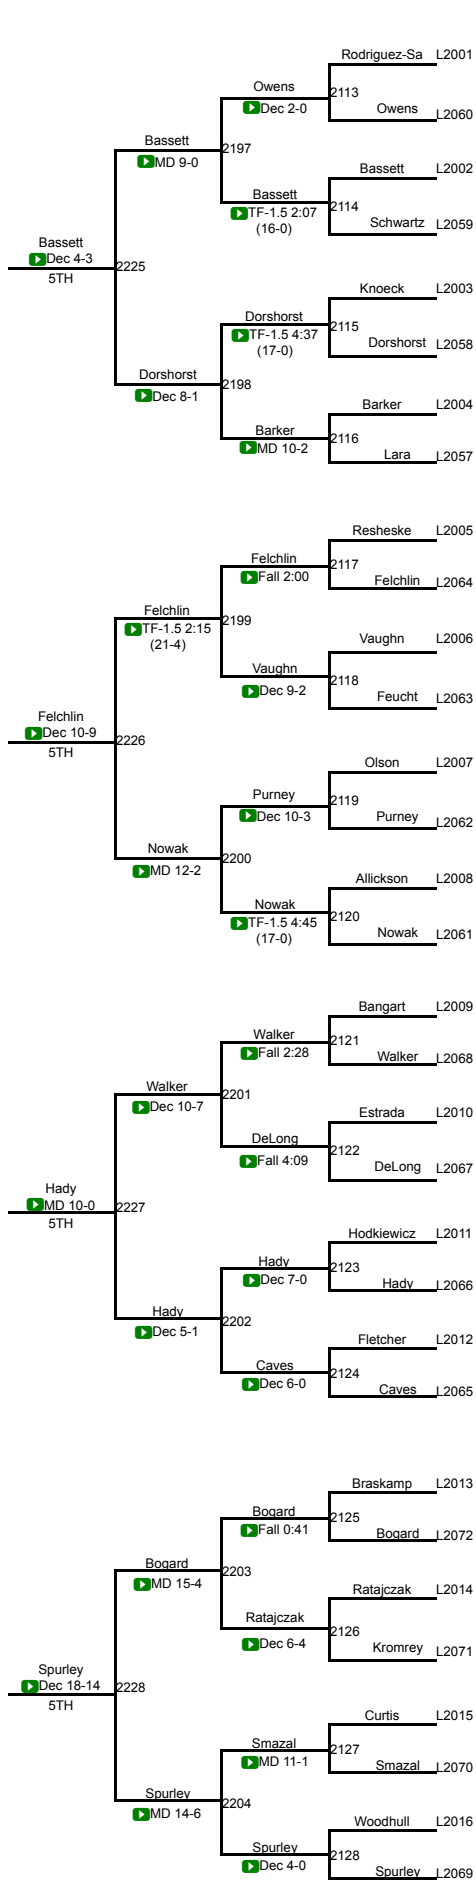 Rodriguez-Sa L2001
Owens
2113
Dec 2-0
Owens L2060
Bassett
2197
MD 9-0
Bassett L2002
Bassett
2114
TF-1.5 2:07
(16-0)
Schwartz L2059
Bassett
Dec 4-3
2225
5TH
Knoeck L2003
Dorshorst
2115
TF-1.5 4:37
(17-0)
Dorshorst L2058
Dorshorst
2198
Dec 8-1
Barker L2004
Barker
2116
MD 10-2
Lara L2057
Resheske L2005
Felchlin
2117
Fall 2:00
Felchlin L2064
Felchlin
2199
TF-1.5 2:15
(21-4)
Vaughn L2006
Vaughn
2118
Dec 9-2
Feucht L2063
Felchlin
Dec 10-9
2226
5TH
Olson L2007
Purney
2119
Dec 10-3
Purney L2062
Nowak
2200
MD 12-2
Allickson L2008
Nowak
2120
TF-1.5 4:45
(17-0)
Nowak L2061
Bangart L2009
Walker
2121
Fall 2:28
Walker L2068
Walker
2201
Dec 10-7
Estrada L2010
DeLong
2122
Fall 4:09
DeLong L2067
Hady
MD 10-0
2227
5TH
Hodkiewicz L2011
Hady
2123
Dec 7-0
Hady L2066
Hady
2202
Dec 5-1
Fletcher L2012
Caves
2124
Dec 6-0
Caves L2065
Braskamp L2013
Bogard
2125
Fall 0:41
Bogard L2072
Bogard
2203
MD 15-4
Ratajczak L2014
Ratajczak
2126
Dec 6-4
Kromrey L2071
Spurley
Dec 18-14
2228
5TH
Curtis L2015
Smazal
2127
MD 11-1
Smazal L2070
Spurley
2204
MD 14-6
Woodhull L2016
Spurley
2128
Dec 4-0
Spurley L2069